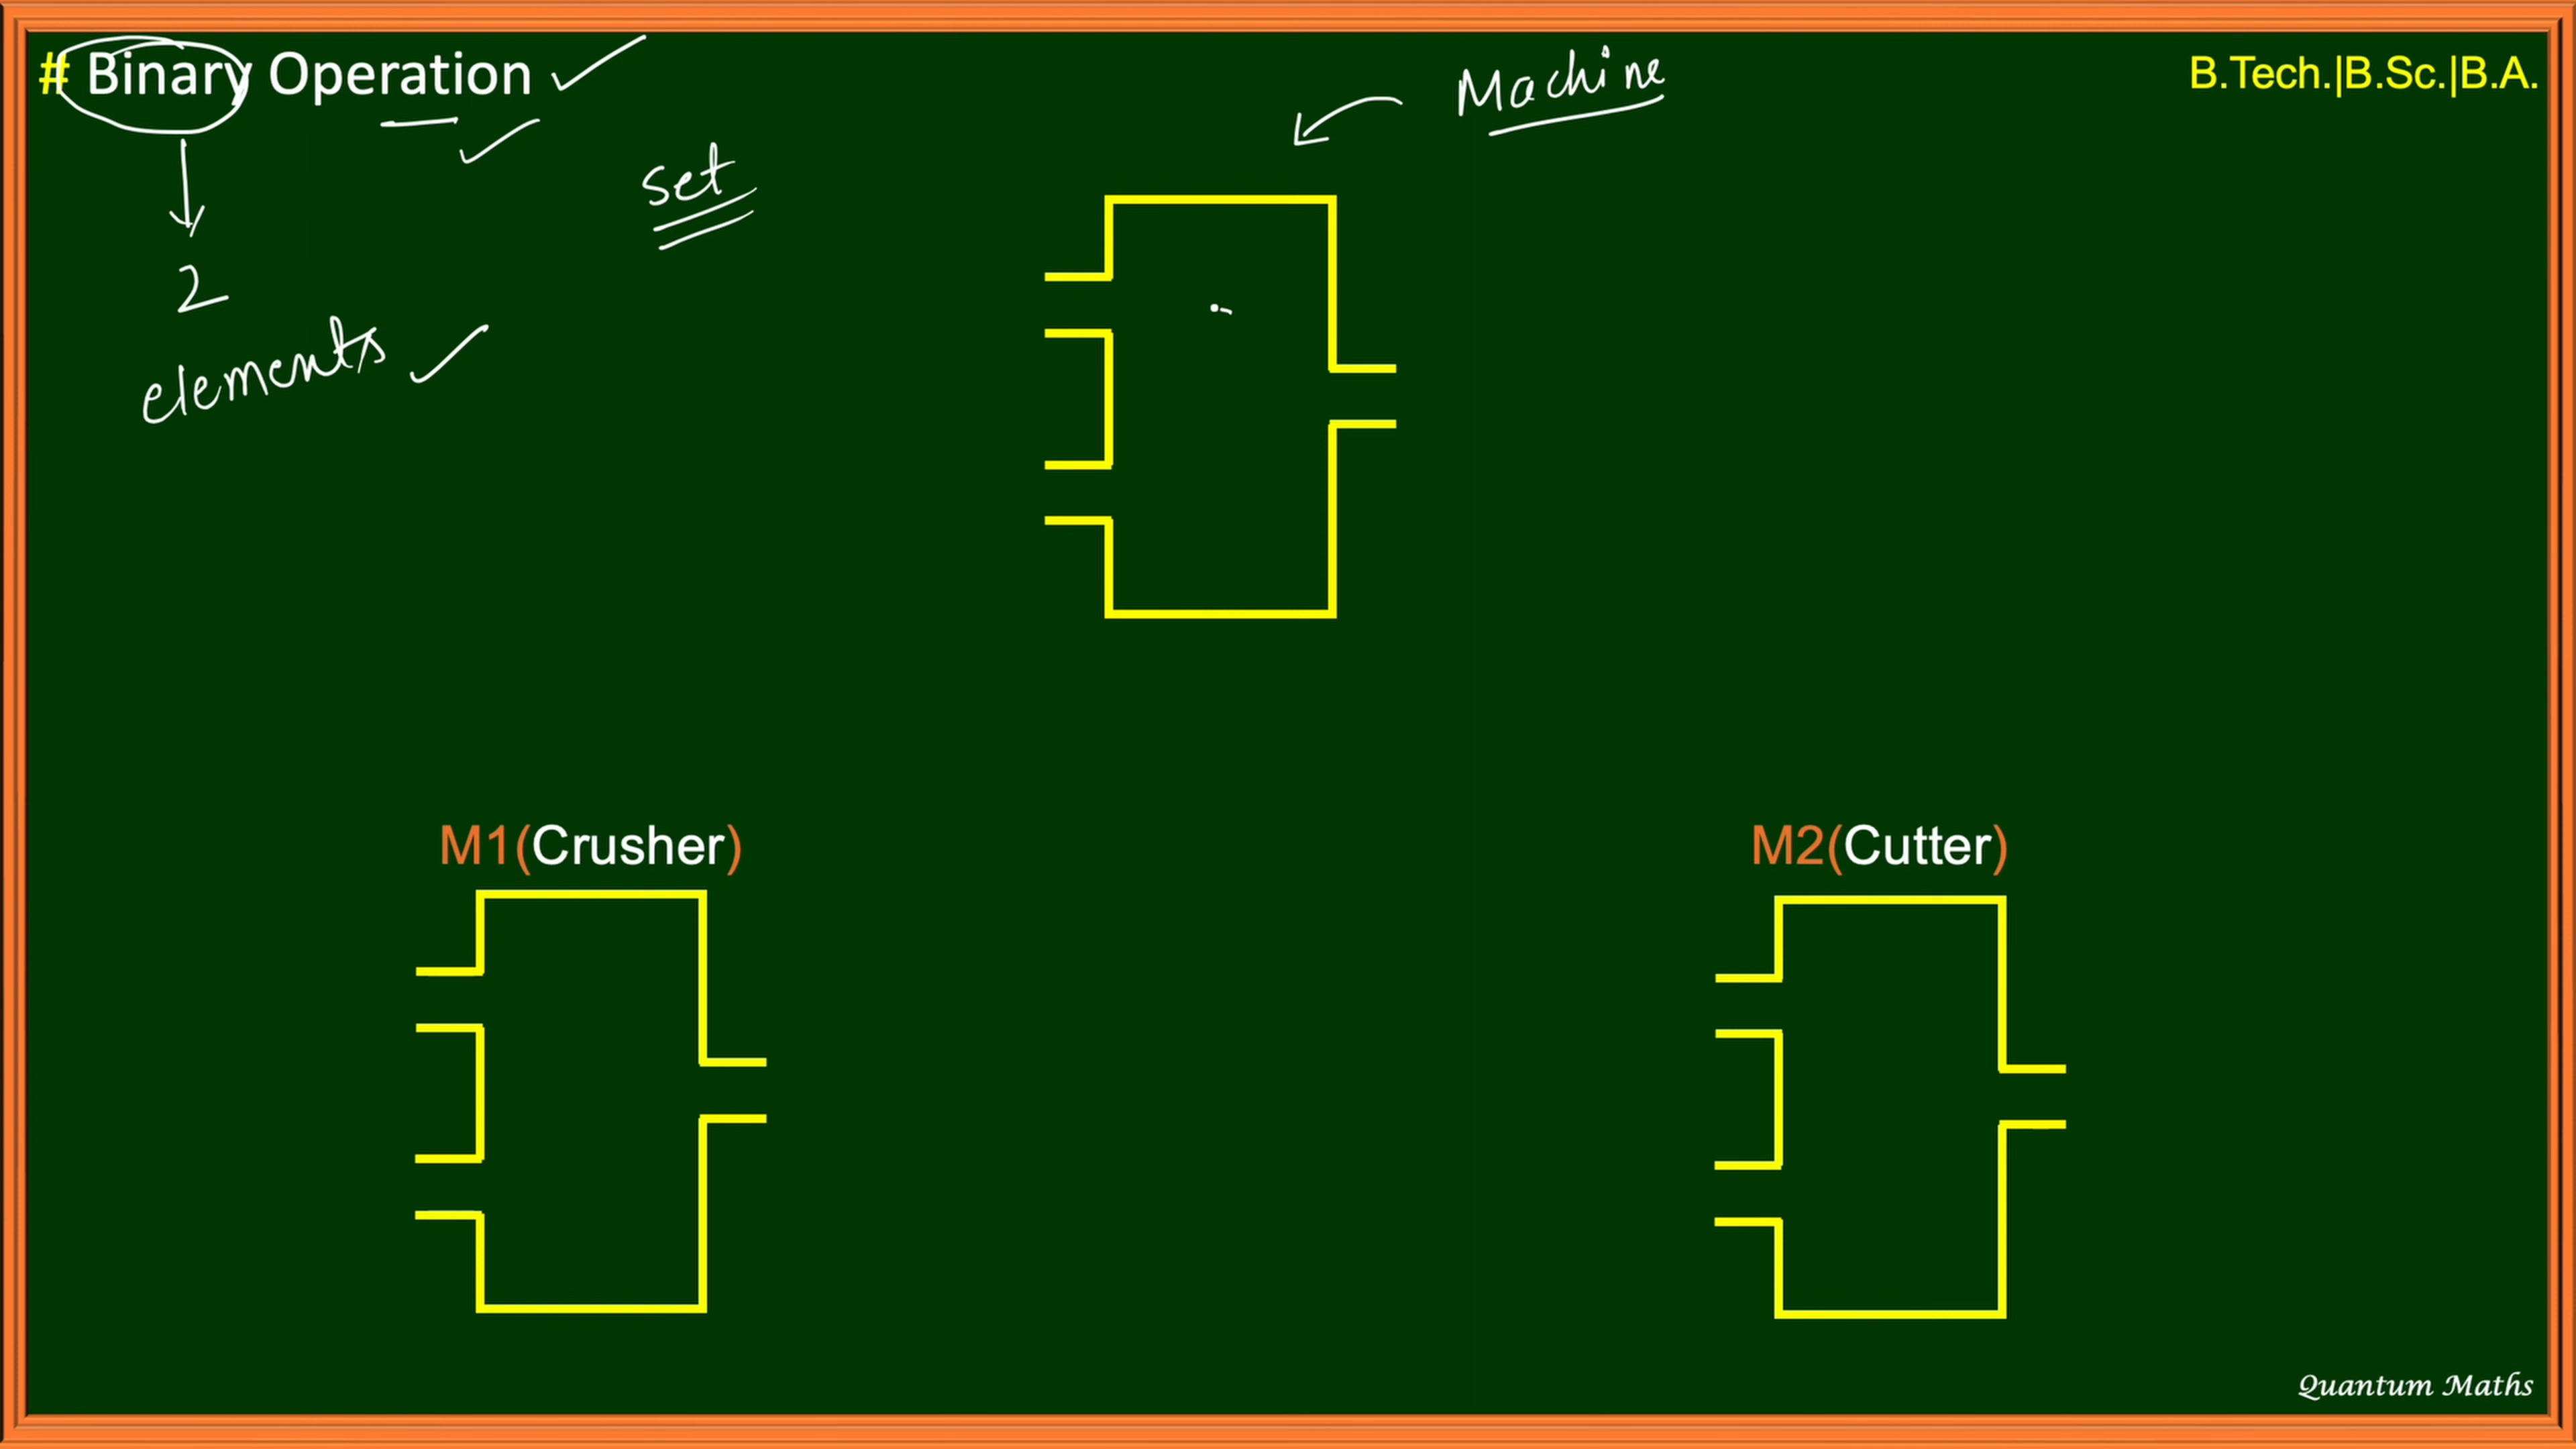 # Binary Operation
Machine
B.Tech.|B.Sc.|B.A.
set
2
elements
M1(Crusher)
M2(Cutter)
Quantum Maths